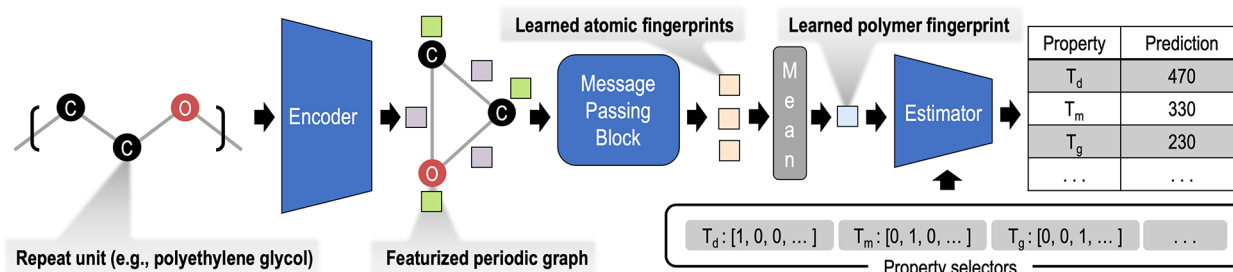 Learned atomic fingerprints
Learned polymer fingerprint
Property Prediction
T_d 470
T_m 330
T_g 230
. . . . . .
C
C
O
Encoder
C
C
O
Message
Passing
Block
Mean
Estimator
Repeat unit (e.g., polyethylene glycol)
Featurized periodic graph
T_d : [1, 0, 0, ... ]
T_m : [0, 1, 0, ... ]
T_g : [0, 0, 1, ... ]
. . .
Property selectors